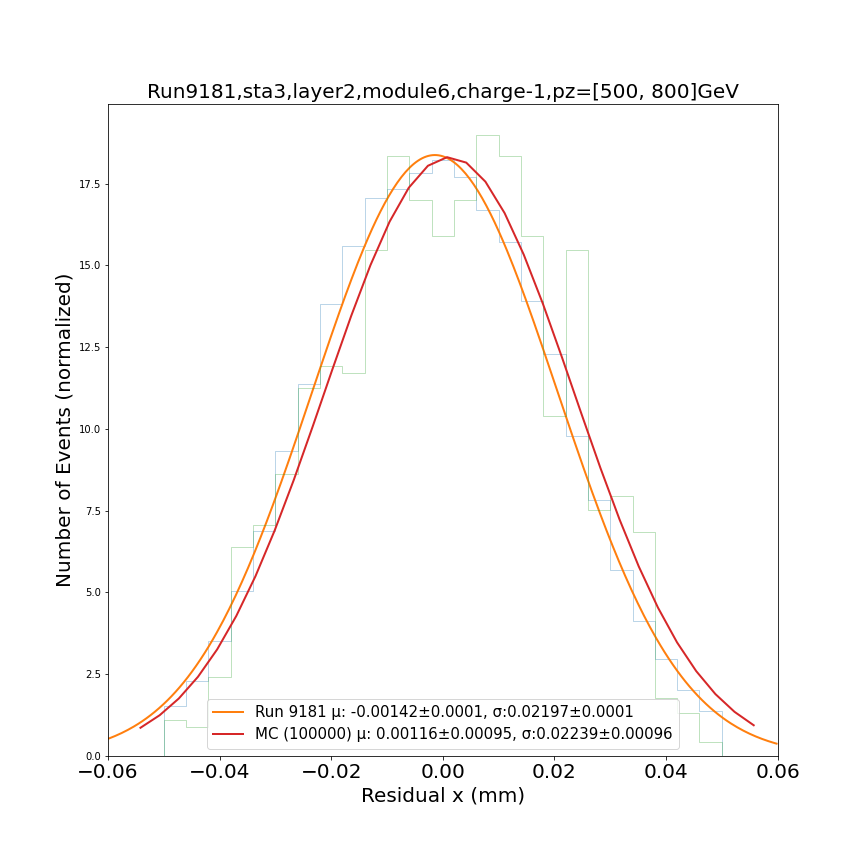 Run9181,sta3,layer2,module6,charge-1,pz=[500, 800]GeV
Number of Events (normalized)
17.5
15.0
12.5
10.0
7.5
5.0
2.5
0.0
Run 9181 μ: -0.00142±0.0001, σ:0.02197±0.0001
MC (100000) μ: 0.00116±0.00095, σ:0.02239±0.00096
−0.06 −0.04 −0.02 0.00 0.02 0.04 0.06
Residual x (mm)